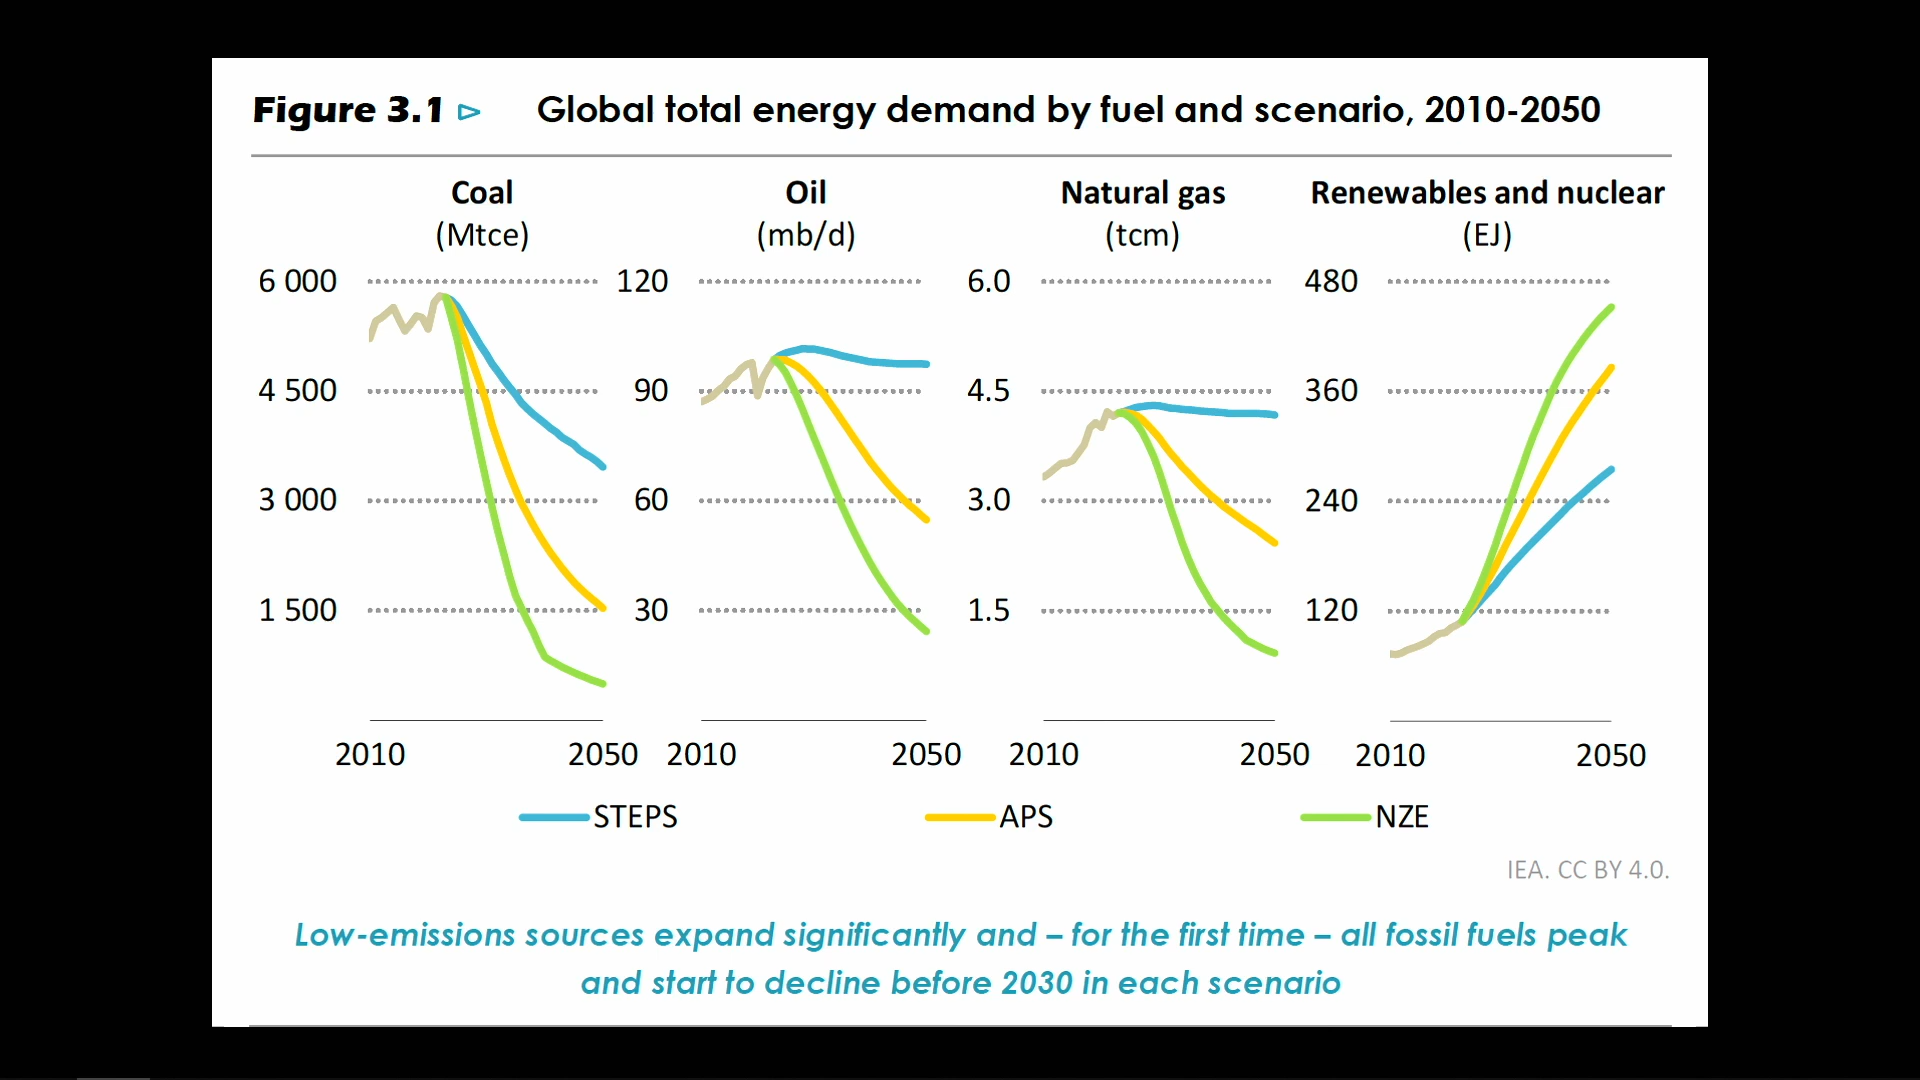 Figure 3.1 ▻ Global total energy demand by fuel and scenario, 2010-2050
Coal Oil Natural gas Renewables and nuclear
(Mtce) (mb/d) (tcm) (EJ)
6 000 120 6.0 480
4 500 90 4.5 360
3 000 60 3.0 240
1 500 30 1.5 120
2010 2050 2010 2050 2010 2050 2010 2050
STEPS APS NZE
IEA. CC BY 4.0.
Low-emissions sources expand significantly and – for the first time – all fossil fuels peak
and start to decline before 2030 in each scenario